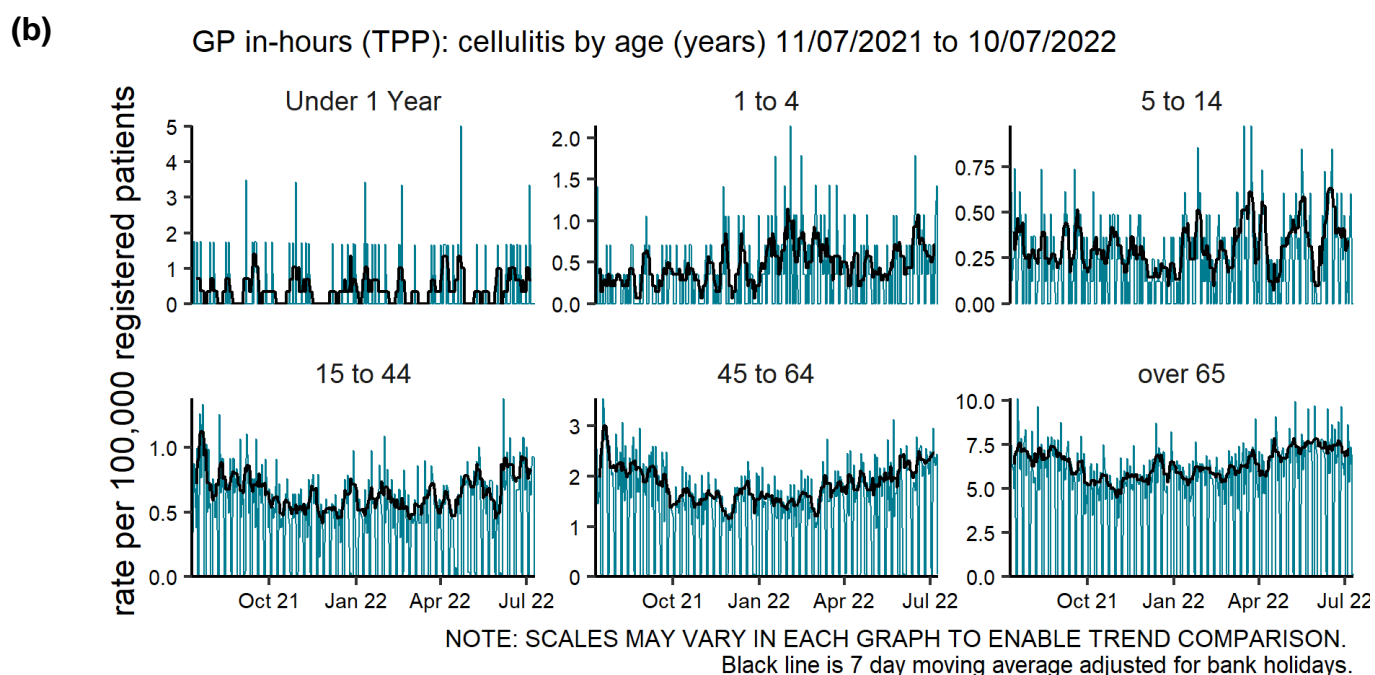 (b)
GP in-hours (TPP): cellulitis by age (years) 11/07/2021 to 10/07/2022
rate per 100,000 registered patients
Under 1 Year
5
4
3
2
1
0
1 to 4
2.0
1.5
1.0
0.5
0.0
5 to 14
0.75
0.50
0.25
0.00
15 to 44
1.0
0.5
0.0
Oct 21 Jan 22 Apr 22 Jul 22
45 to 64
3
2
1
0
Oct 21 Jan 22 Apr 22 Jul 22
over 65
10.0
7.5
5.0
2.5
0.0
Oct 21 Jan 22 Apr 22 Jul 22
NOTE: SCALES MAY VARY IN EACH GRAPH TO ENABLE TREND COMPARISON.
Black line is 7 day moving average adjusted for bank holidays.